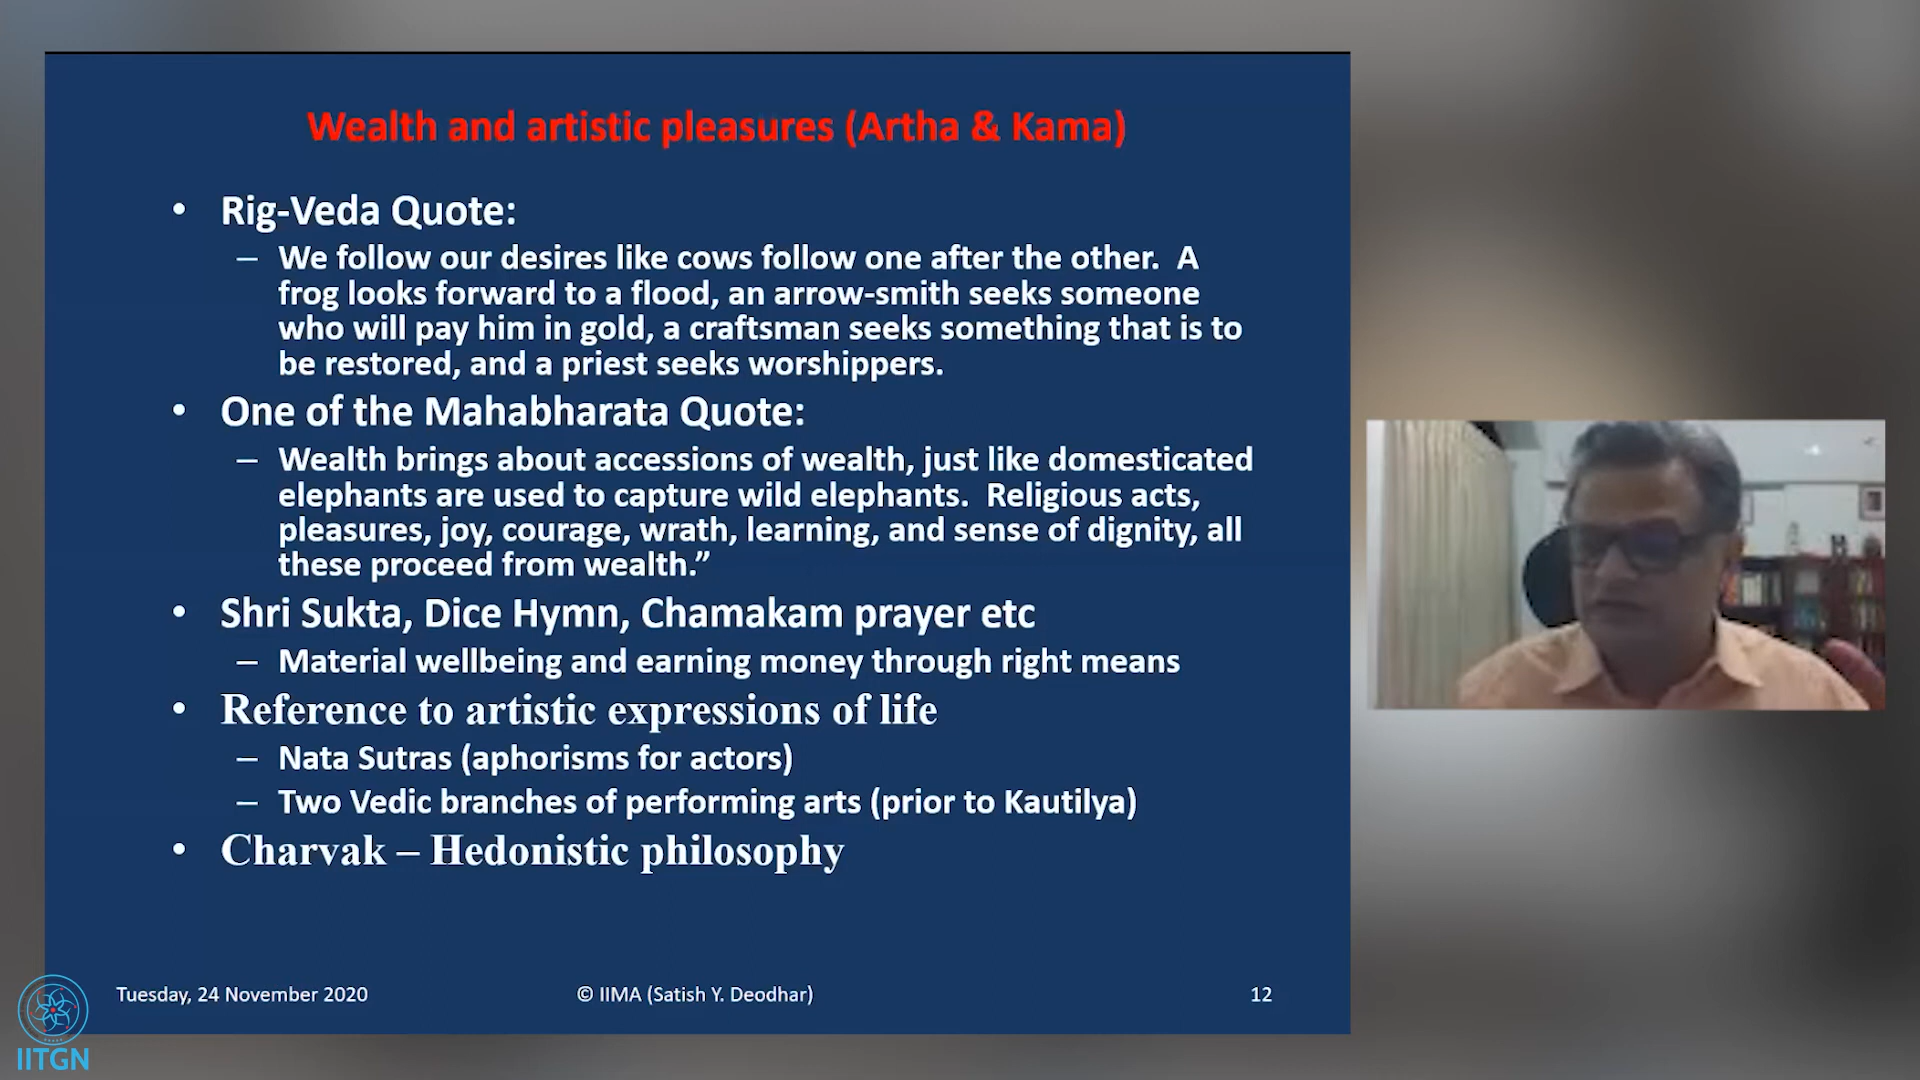 Wealth and artistic pleasures (Artha & Kama)
• Rig-Veda Quote:
– We follow our desires like cows follow one after the other. A
frog looks forward to a flood, an arrow-smith seeks someone
who will pay him in gold, a craftsman seeks something that is to
be restored, and a priest seeks worshippers.
• One of the Mahabharata Quote:
– Wealth brings about accessions of wealth, just like domesticated
elephants are used to capture wild elephants. Religious acts,
pleasures, joy, courage, wrath, learning, and sense of dignity, all
these proceed from wealth.”
• Shri Sukta, Dice Hymn, Chamakam prayer etc
– Material wellbeing and earning money through right means
• Reference to artistic expressions of life
– Nata Sutras (aphorisms for actors)
– Two Vedic branches of performing arts (prior to Kautilya)
• Charvak – Hedonistic philosophy
Tuesday, 24 November 2020
© IIMA (Satish Y. Deodhar)
12
IITGN